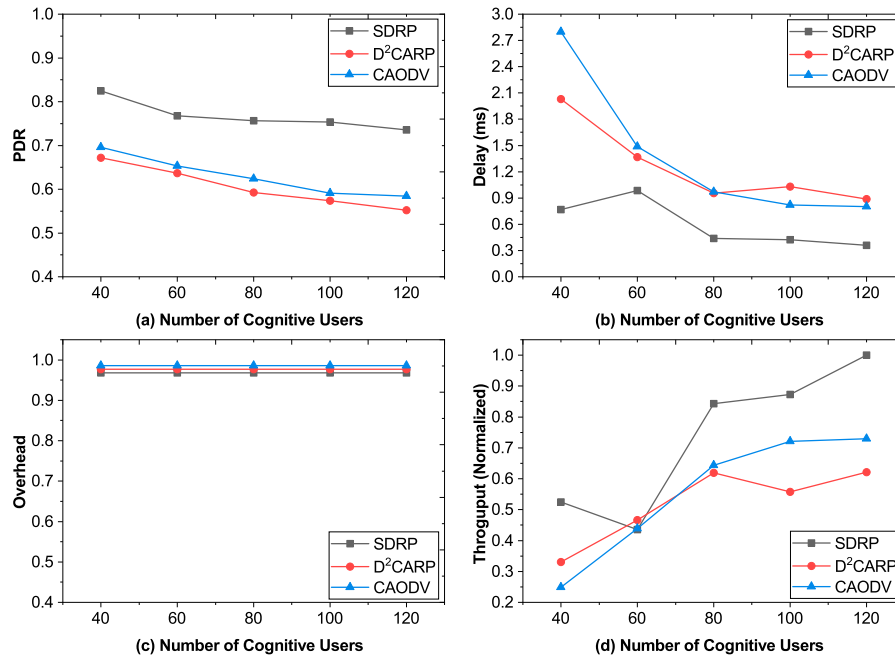 1.0
0.9
0.8
0.7
0.6
0.5
0.4
PDR
SDRP
D²CARP
CAODV
40 60 80 100 120
(a) Number of Cognitive Users
3.0
2.7
2.4
2.1
1.8
1.5
1.2
0.9
0.6
0.3
0.0
Delay (ms)
SDRP
D²CARP
CAODV
40 60 80 100 120
(b) Number of Cognitive Users
1.0
0.9
0.8
0.7
0.6
0.5
0.4
Overhead
SDRP
D²CARP
CAODV
40 60 80 100 120
(c) Number of Cognitive Users
1.0
0.9
0.8
0.7
0.6
0.5
0.4
0.3
0.2
Throguput (Normalized)
SDRP
D²CARP
CAODV
40 60 80 100 120
(d) Number of Cognitive Users